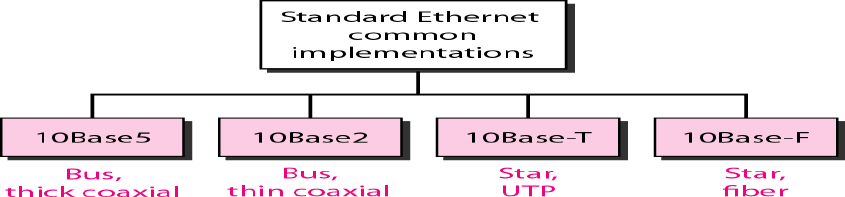 Standard Ethernet
common
implementations
10Base5
10Base2
10Base-T
10Base-F
Bus,
thick coaxial
Bus,
thin coaxial
Star,
UTP
Star,
fiber